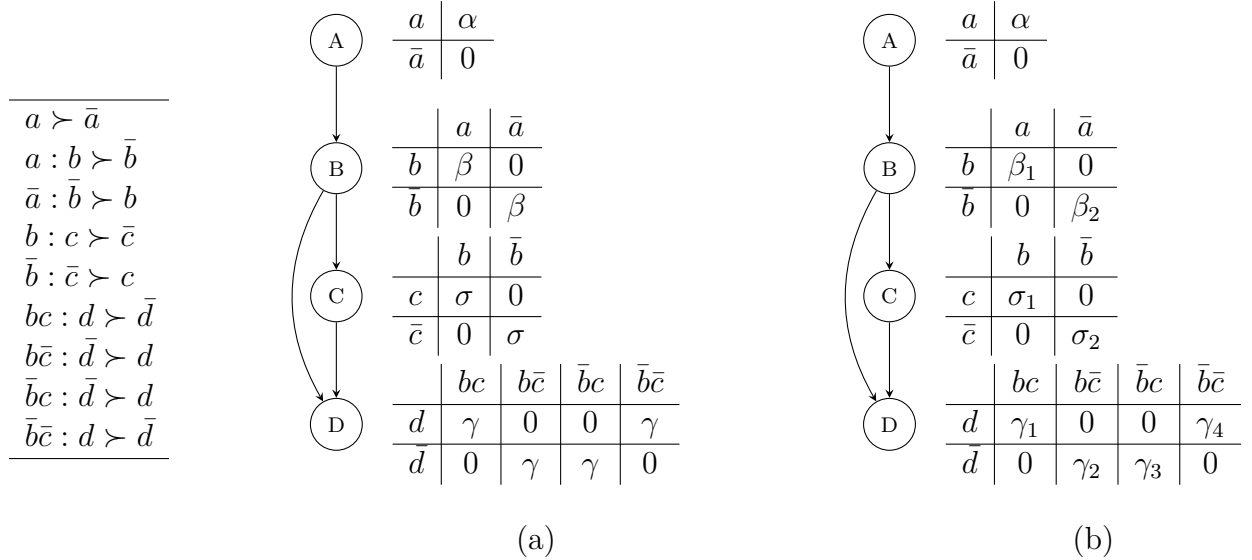 a ≻ ā
a : b ≻ b̄
ā : b̄ ≻ b
b : c ≻ c̄
b̄ : c̄ ≻ c
bc : d ≻ d̄
bc̄ : d̄ ≻ d
b̄c : d̄ ≻ d
b̄c̄ : d ≻ d̄
A
a α
ā 0
B
a ā
b β 0
b̄ 0 β
C
b b̄
c σ 0
c̄ 0 σ
D
bc bc̄ b̄c b̄c̄
d γ 0 0 γ
d̄ 0 γ γ 0
(a)
A
a α
ā 0
B
a ā
b β₁ 0
b̄ 0 β₂
C
b b̄
c σ₁ 0
c̄ 0 σ₂
D
bc bc̄ b̄c b̄c̄
d γ₁ 0 0 γ₄
d̄ 0 γ₂ γ₃ 0
(b)